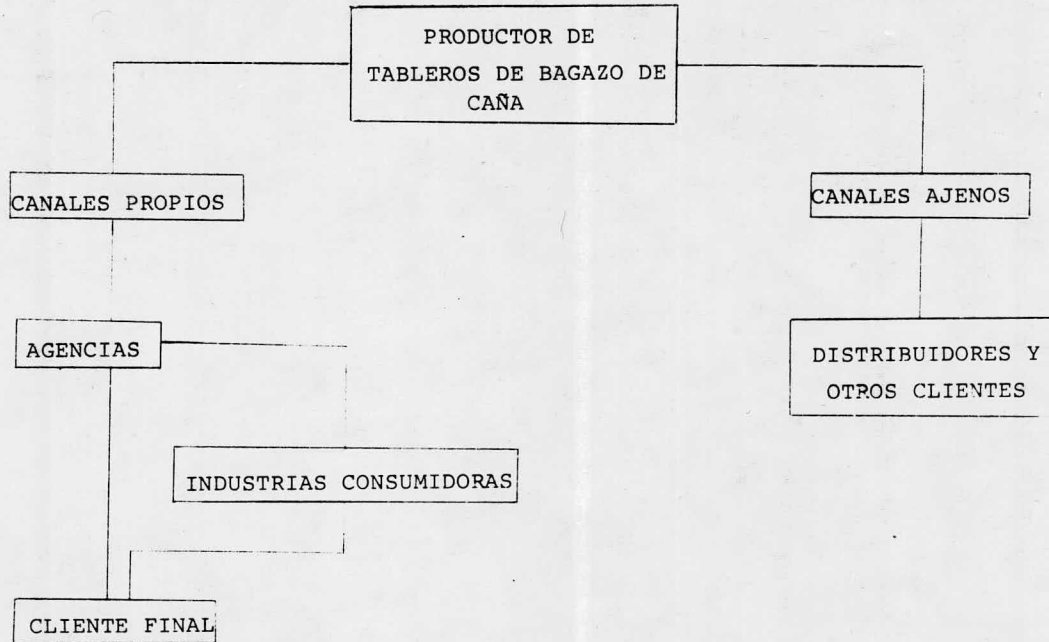 PRODUCTOR DE
TABLEROS DE BAGAZO DE
CAÑA
CANALES PROPIOS
CANALES AJENOS
AGENCIAS
DISTRIBUIDORES Y
OTROS CLIENTES
INDUSTRIAS CONSUMIDORAS
CLIENTE FINAL